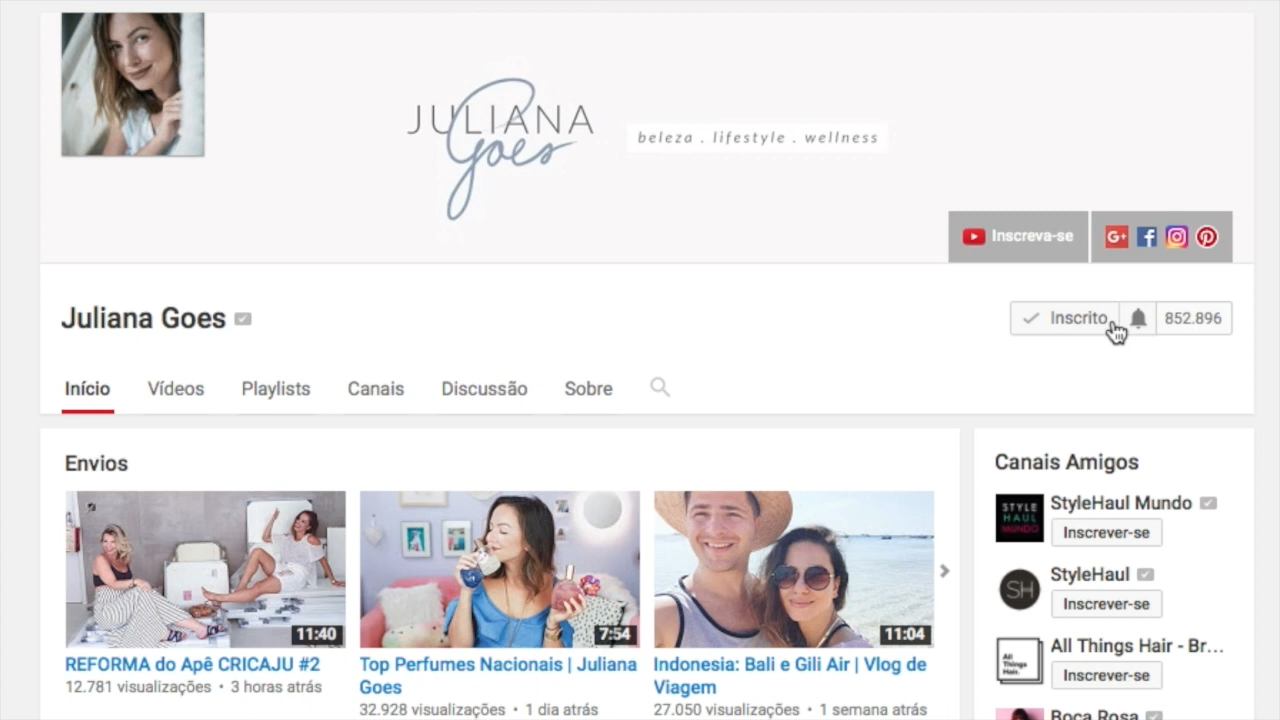 JULIANA
Goes
beleza . lifestyle . wellness
Inscreva-se
G+
Juliana Goes
Inscrito
852.896
Início Vídeos Playlists Canais Discussão Sobre
Envios
11:40
REFORMA do Apê CRICAJU #2
12.781 visualizações • 3 horas atrás
7:54
Top Perfumes Nacionais | Juliana
Goes
32.928 visualizações • 1 dia atrás
11:04
Indonesia: Bali e Gili Air | Vlog de
Viagem
27.050 visualizações • 1 semana atrás
Canais Amigos
STYLE
HAUL
MUNDO
StyleHaul Mundo
Inscrever-se
SH
StyleHaul
Inscrever-se
All
Things
Hair.
All Things Hair - Br...
Inscrever-se
Boca Rosa